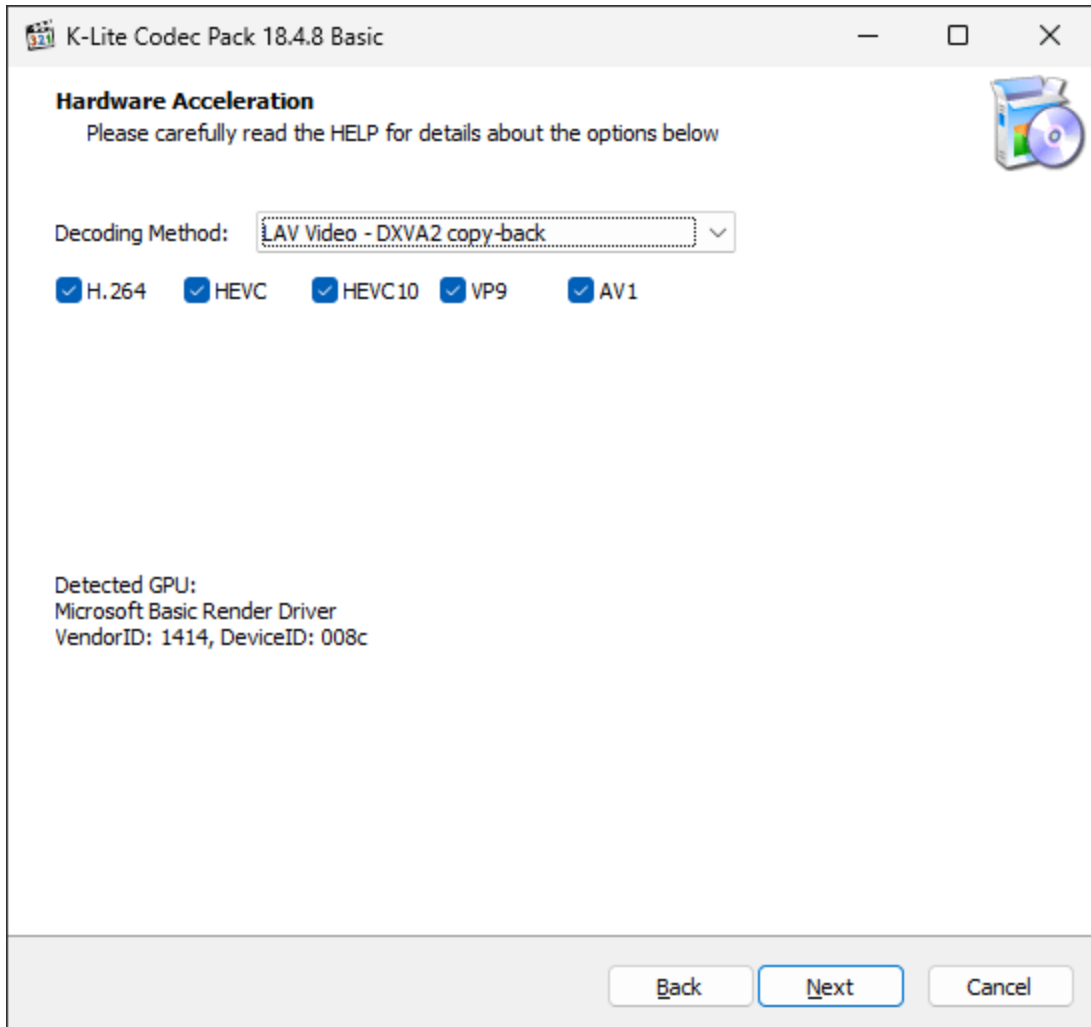 K-Lite Codec Pack 18.4.8 Basic
Hardware Acceleration
Please carefully read the HELP for details about the options below
Decoding Method: LAV Video - DXVA2 copy-back
H.264 HEVC HEVC10 VP9 AV1
Detected GPU:
Microsoft Basic Render Driver
VendorID: 1414, DeviceID: 008c
Back Next Cancel